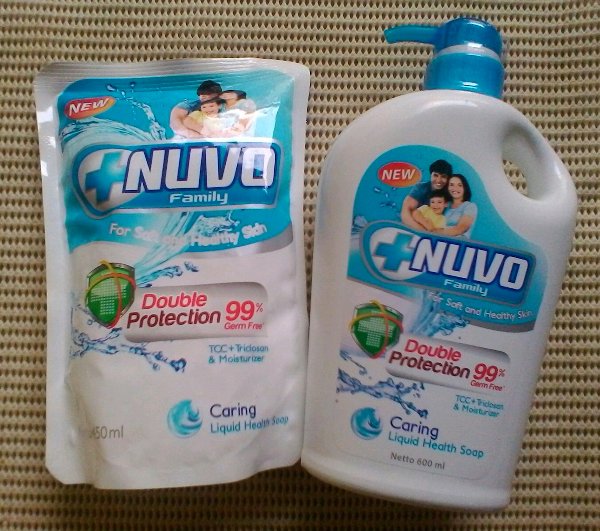 NEW
NUVO
Family
For Soft and Healthy Skin
Double
Protection
99%
Germ Free
TCC+Triclosan
& Moisturizer
Caring
Liquid Health Soap
450ml
NEW
NUVO
Family
For Soft and Healthy Skin
Double
Protection
99%
Germ Free
TCC+Triclosan
& Moisturizer
Caring
Liquid Health Soap
Netto 600 ml